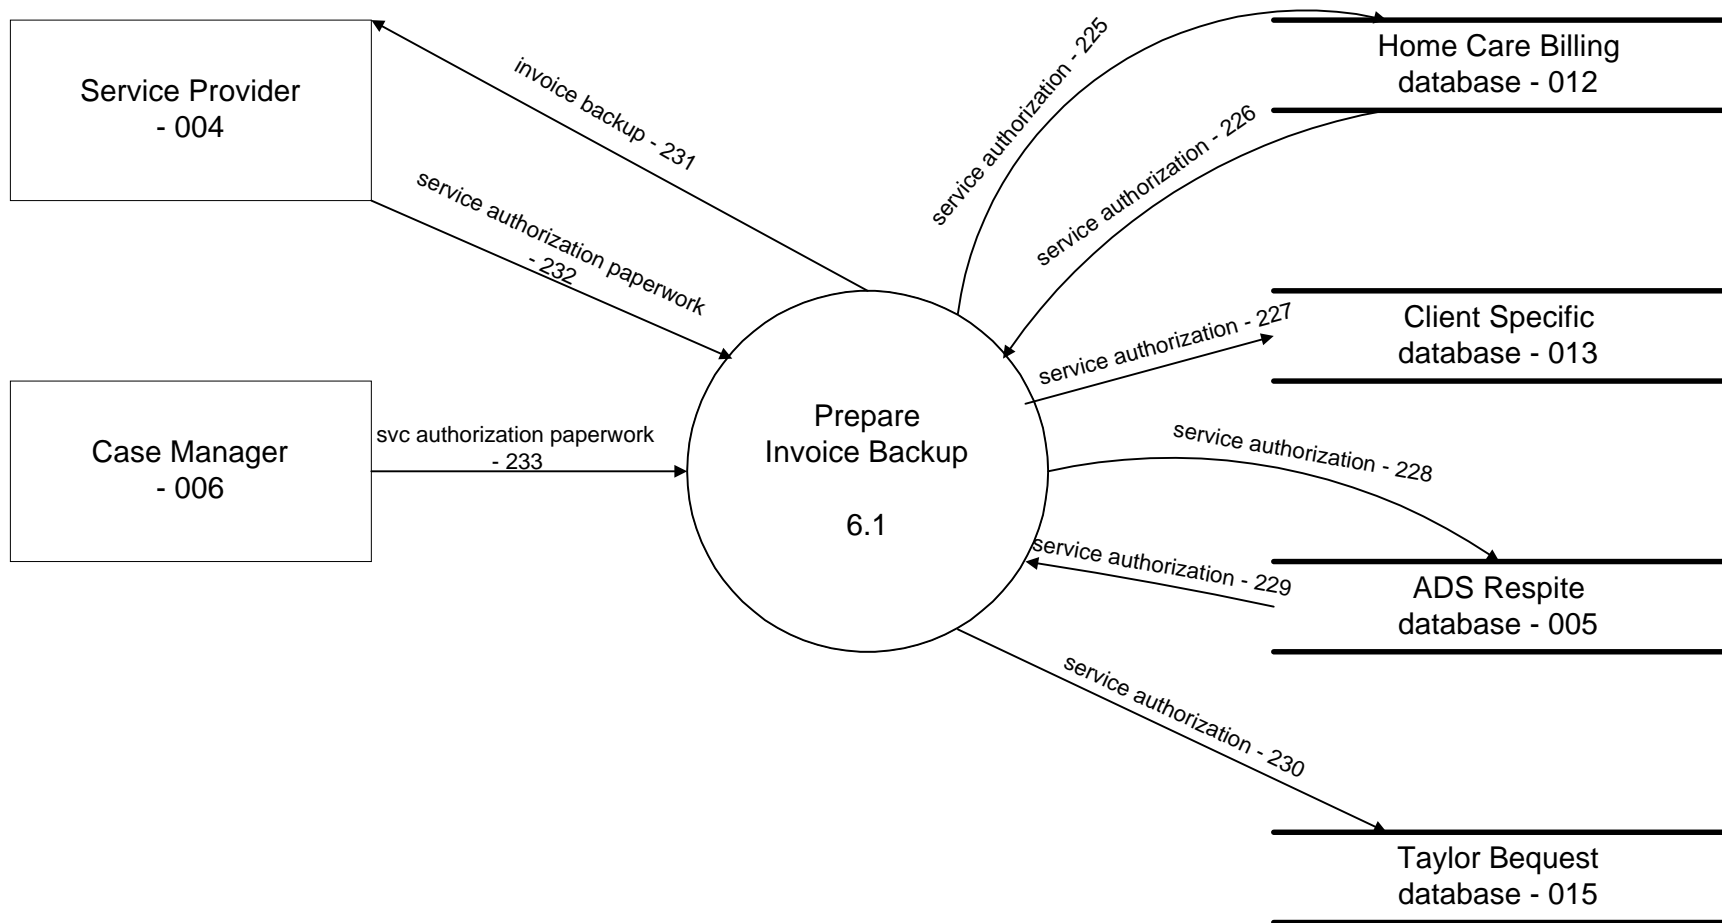 Service Provider
- 004
invoice backup - 231
service authorization paperwork
- 232
Case Manager
- 006
svc authorization paperwork
- 233
Prepare
Invoice Backup
6.1
service authorization - 225
service authorization - 226
Home Care Billing
database - 012
service authorization - 227
Client Specific
database - 013
service authorization - 228
service authorization - 229
ADS Respite
database - 005
service authorization - 230
Taylor Bequest
database - 015